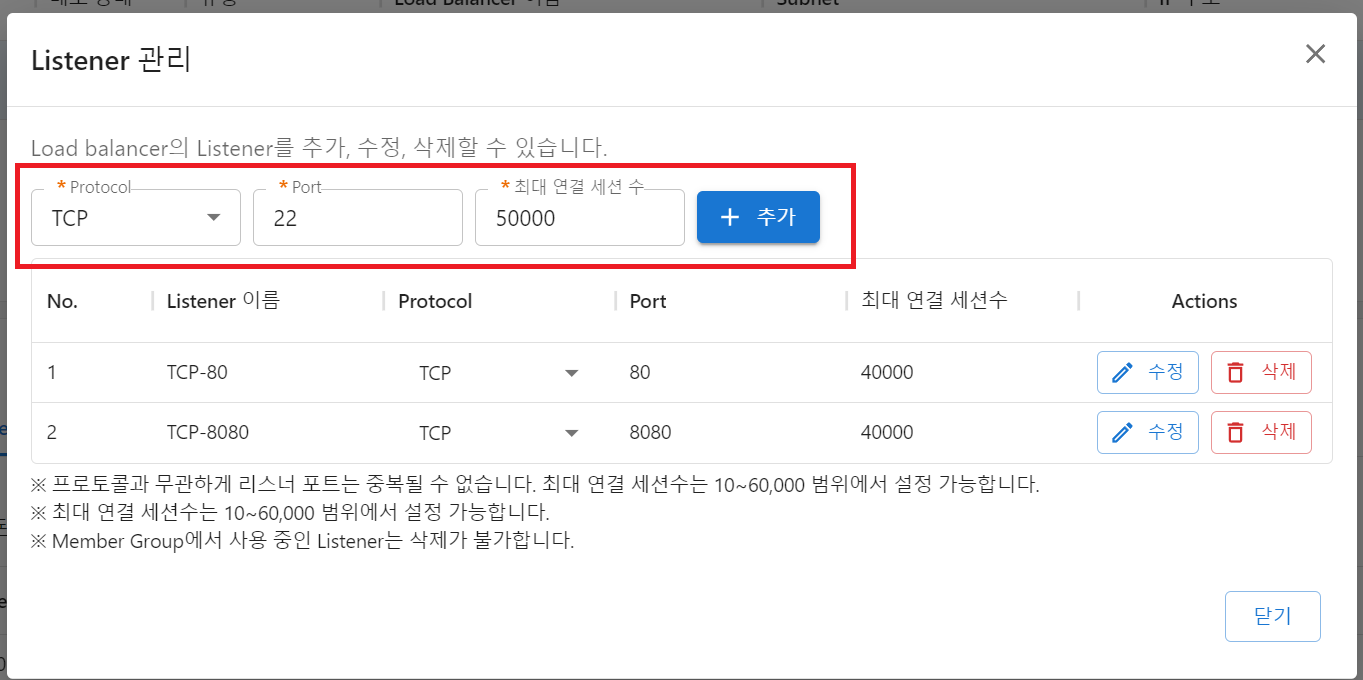 Load Balancer 이름 Subnet
Listener 관리
Load balancer의 Listener를 추가, 수정, 삭제할 수 있습니다.
* Protocol * Port * 최대 연결 세션 수
TCP 22 50000 + 추가
No. Listener 이름 Protocol Port 최대 연결 세션수 Actions
1 TCP-80 TCP 80 40000 수정 삭제
2 TCP-8080 TCP 8080 40000 수정 삭제
※ 프로토콜과 무관하게 리스너 포트는 중복될 수 없습니다. 최대 연결 세션수는 10~60,000 범위에서 설정 가능합니다.
※ 최대 연결 세션수는 10~60,000 범위에서 설정 가능합니다.
※ Member Group에서 사용 중인 Listener는 삭제가 불가합니다.
닫기